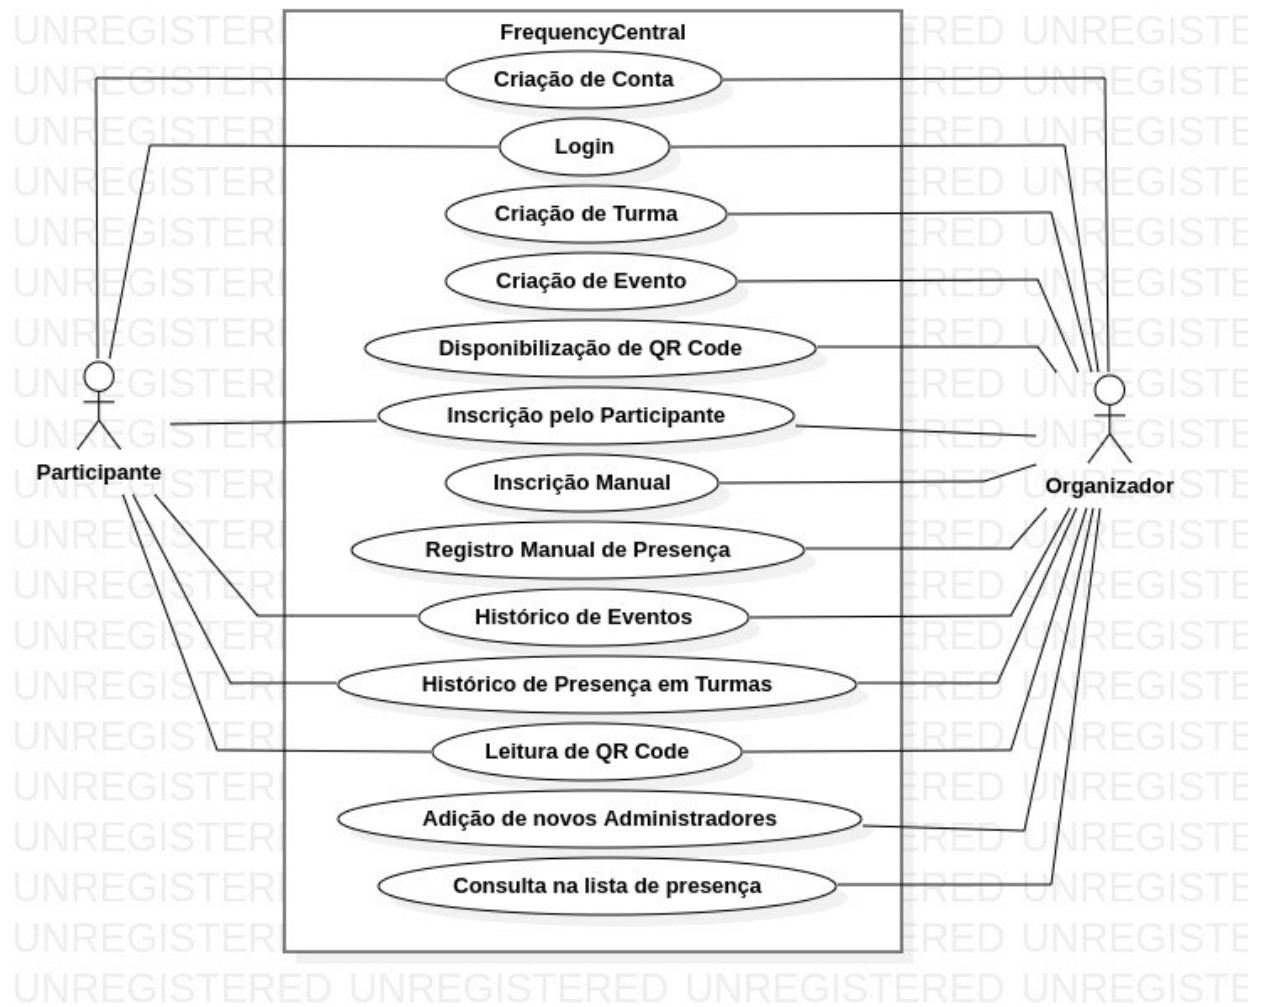 FrequencyCentral
Criação de Conta
Login
Criação de Turma
Criação de Evento
Disponibilização de QR Code
Inscrição pelo Participante
Participante
Inscrição Manual
Organizador
Registro Manual de Presença
Histórico de Eventos
Histórico de Presença em Turmas
Leitura de QR Code
Adição de novos Administradores
Consulta na lista de presença
UNREGISTERED UNREGISTERED UNREGISTERED UNREGISTE